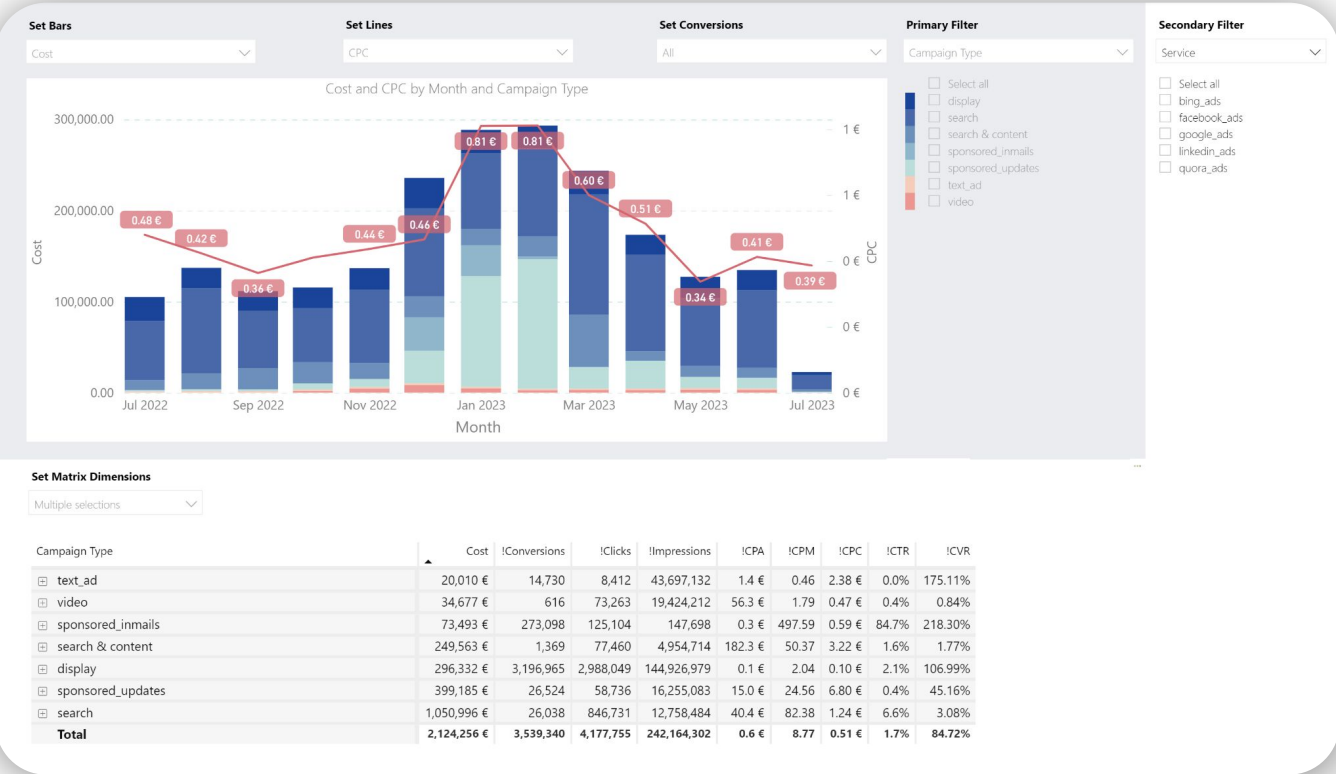 Set Bars
Set Lines
Set Conversions
Primary Filter
Secondary Filter
Cost
CPC
All
Campaign Type
Service
Cost and CPC by Month and Campaign Type
300,000.00
200,000.00
100,000.00
0.00
Cost
0.48 €
0.42 €
0.36 €
0.44 €
0.46 €
0.81 €
0.81 €
0.60 €
0.51 €
0.34 €
0.41 €
0.39 €
1 €
1 €
0 €
0 €
0 €
CPC
Jul 2022 Sep 2022 Nov 2022 Jan 2023 Mar 2023 May 2023 Jul 2023
Month
Select all
display
search
search & content
sponsored_inmails
sponsored_updates
text_ad
video
Select all
bing_ads
facebook_ads
google_ads
linkedin_ads
quora_ads
...
Set Matrix Dimensions
Multiple selections
Campaign Type Cost !Conversions !Clicks !Impressions !CPA !CPM !CPC !CTR !CVR
text_ad 20,010 € 14,730 8,412 43,697,132 1.4 € 0.46 2.38 € 0.0% 175.11%
video 34,677 € 616 73,263 19,424,212 56.3 € 1.79 0.47 € 0.4% 0.84%
sponsored_inmails 73,493 € 273,098 125,104 147,698 0.3 € 497.59 0.59 € 84.7% 218.30%
search & content 249,563 € 1,369 77,460 4,954,714 182.3 € 50.37 3.22 € 1.6% 1.77%
display 296,332 € 3,196,965 2,988,049 144,926,979 0.1 € 2.04 0.10 € 2.1% 106.99%
sponsored_updates 399,185 € 26,524 58,736 16,255,083 15.0 € 24.56 6.80 € 0.4% 45.16%
search 1,050,996 € 26,038 846,731 12,758,484 40.4 € 82.38 1.24 € 6.6% 3.08%
Total 2,124,256 € 3,539,340 4,177,755 242,164,302 0.6 € 8.77 0.51 € 1.7% 84.72%